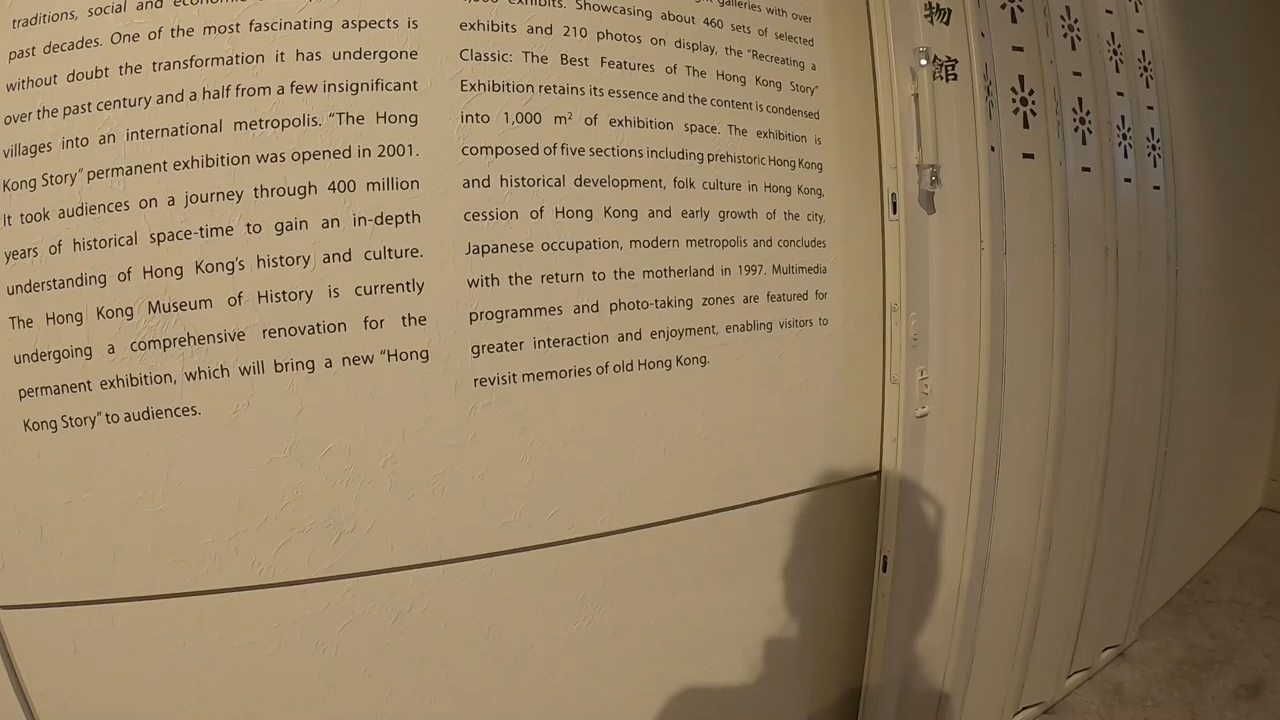 traditions, social and
past decades. One of the most fascinating aspects is
without doubt the transformation it has undergone
over the past century and a half from a few insignificant
villages into an international metropolis. “The Hong
Kong Story” permanent exhibition was opened in 2001.
It took audiences on a journey through 400 million
years of historical space-time to gain an in-depth
understanding of Hong Kong’s history and culture.
The Hong Kong Museum of History is currently
undergoing a comprehensive renovation for the
permanent exhibition, which will bring a new “Hong
Kong Story” to audiences.
galleries with over
exhibits. Showcasing about 460 sets of selected
exhibits and 210 photos on display, the “Recreating a
Classic: The Best Features of The Hong Kong Story”
Exhibition retains its essence and the content is condensed
into 1,000 m² of exhibition space. The exhibition is
composed of five sections including prehistoric Hong Kong
and historical development, folk culture in Hong Kong,
cession of Hong Kong and early growth of the city,
Japanese occupation, modern metropolis and concludes
with the return to the motherland in 1997. Multimedia
programmes and photo-taking zones are featured for
greater interaction and enjoyment, enabling visitors to
revisit memories of old Hong Kong.
物館